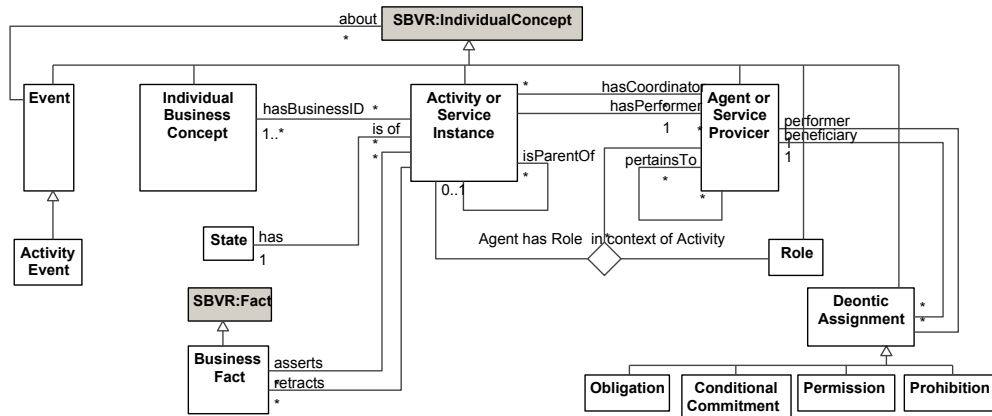 about
SBVR:IndividualConcept
*
Event
Individual
Business
Concept
hasBusinessID
*
1..*
is of
*
*
Activity or
Service
Instance
*
hasCoordinator
hasPerformer
*
1
*
Agent or
Service
Provicer
performer
beneficiary
*
1
1
isParentOf
*
pertainsTo
*
*
0..1
State
has
1
Activity
Event
Agent has Role
*
in context of Activity
Role
SBVR:Fact
Deontic
Assignment
*
*
Business
Fact
asserts
*
retracts
*
Obligation
Conditional
Commitment
Permission
Prohibition